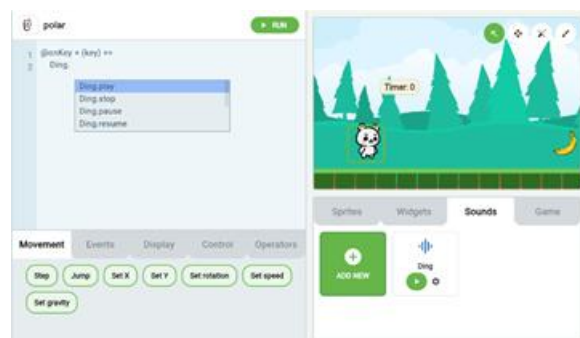 polar
RUN
1 @onKey = (key) =>
2 Ding.
Ding.play
Ding.stop
Ding.pause
Ding.resume
Timer: 0
Movement Events Display Control Operators
Step Jump Set X Set Y Set rotation Set speed
Set gravity
Sprites Widgets Sounds Game
ADD NEW
Ding